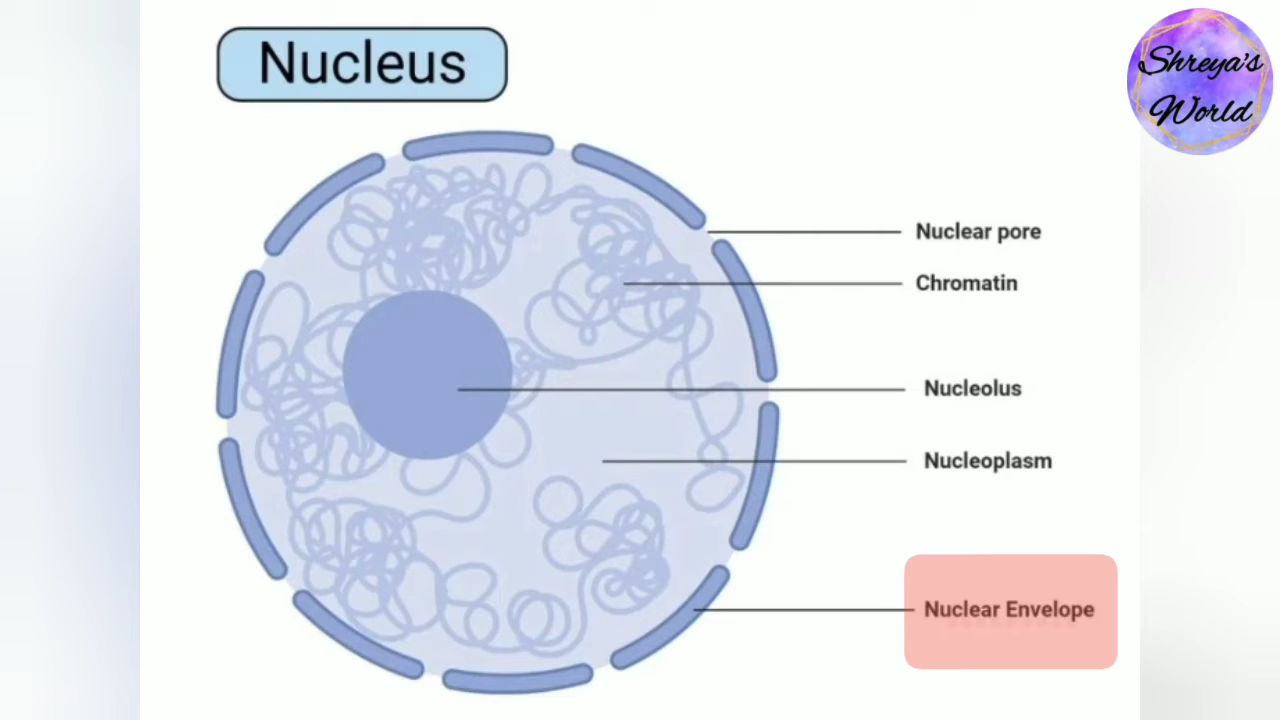 Nucleus
Shreya's
World
Nuclear pore
Chromatin
Nucleolus
Nucleoplasm
Nuclear Envelope